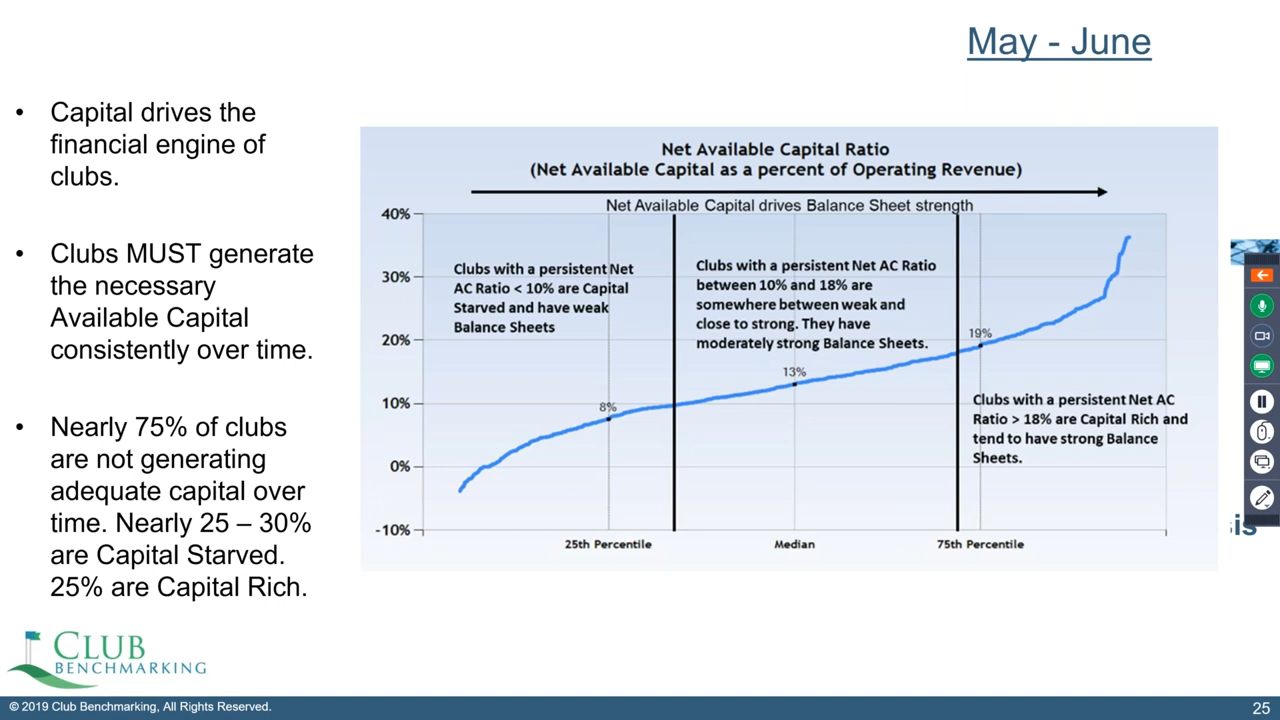 May - June
• Capital drives the
financial engine of
clubs.
• Clubs MUST generate
the necessary
Available Capital
consistently over time.
• Nearly 75% of clubs
are not generating
adequate capital over
time. Nearly 25 – 30%
are Capital Starved.
25% are Capital Rich.
Net Available Capital Ratio
(Net Available Capital as a percent of Operating Revenue)
Net Available Capital drives Balance Sheet strength
40%
30%
20%
10%
0%
-10%
Clubs with a persistent Net
AC Ratio < 10% are Capital
Starved and have weak
Balance Sheets
Clubs with a persistent Net AC Ratio
between 10% and 18% are
somewhere between weak and
close to strong. They have
moderately strong Balance Sheets.
Clubs with a persistent Net AC
Ratio > 18% are Capital Rich and
tend to have strong Balance
Sheets.
8%
13%
19%
25th Percentile
Median
75th Percentile
CLUB
BENCHMARKING
© 2019 Club Benchmarking, All Rights Reserved.
25